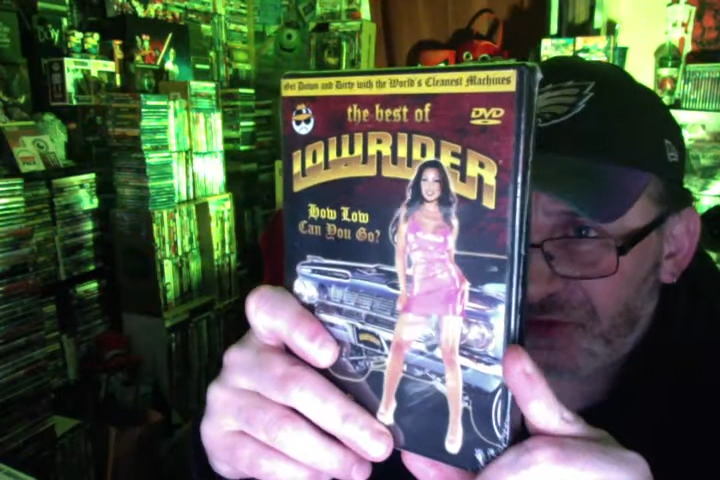 Get Down and Dirty with the World's Cleanest Machines
the best of
DVD
LOWRIDER
How Low
Can You Go?